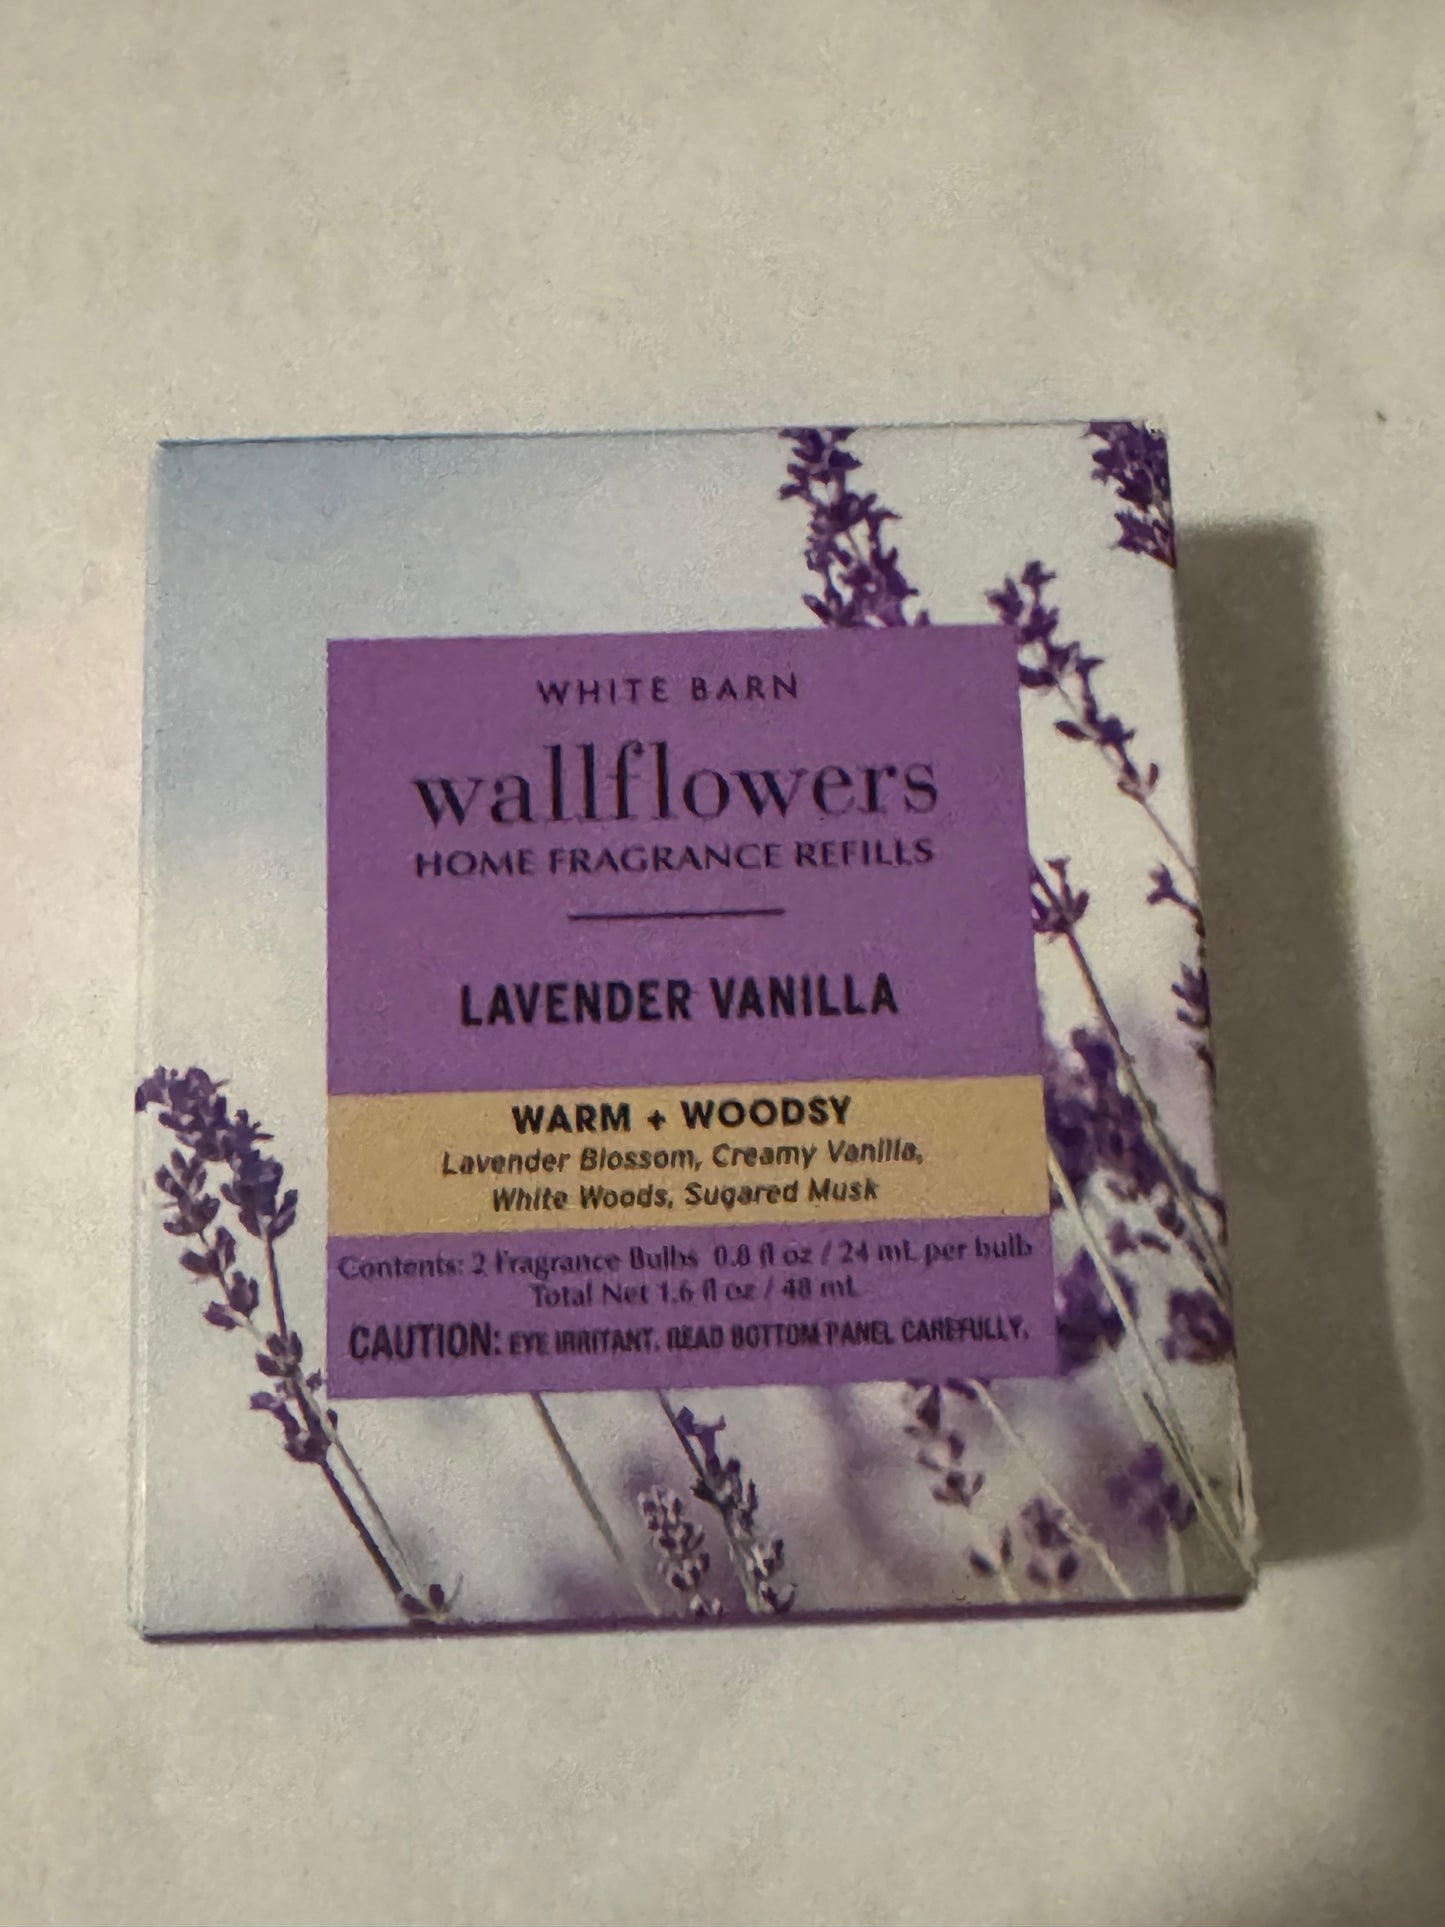 WHITE BARN
wallflowers
HOME FRAGRANCE REFILLS
LAVENDER VANILLA
WARM + WOODSY
Lavender Blossom, Creamy Vanilla,
White Woods, Sugared Musk
Contents: 2 Fragrance Bulbs 0.8 fl oz / 24 mL per bulb
Total Net 1.6 fl oz / 48 mL
CAUTION: EYE IRRITANT. READ BOTTOM PANEL CAREFULLY.